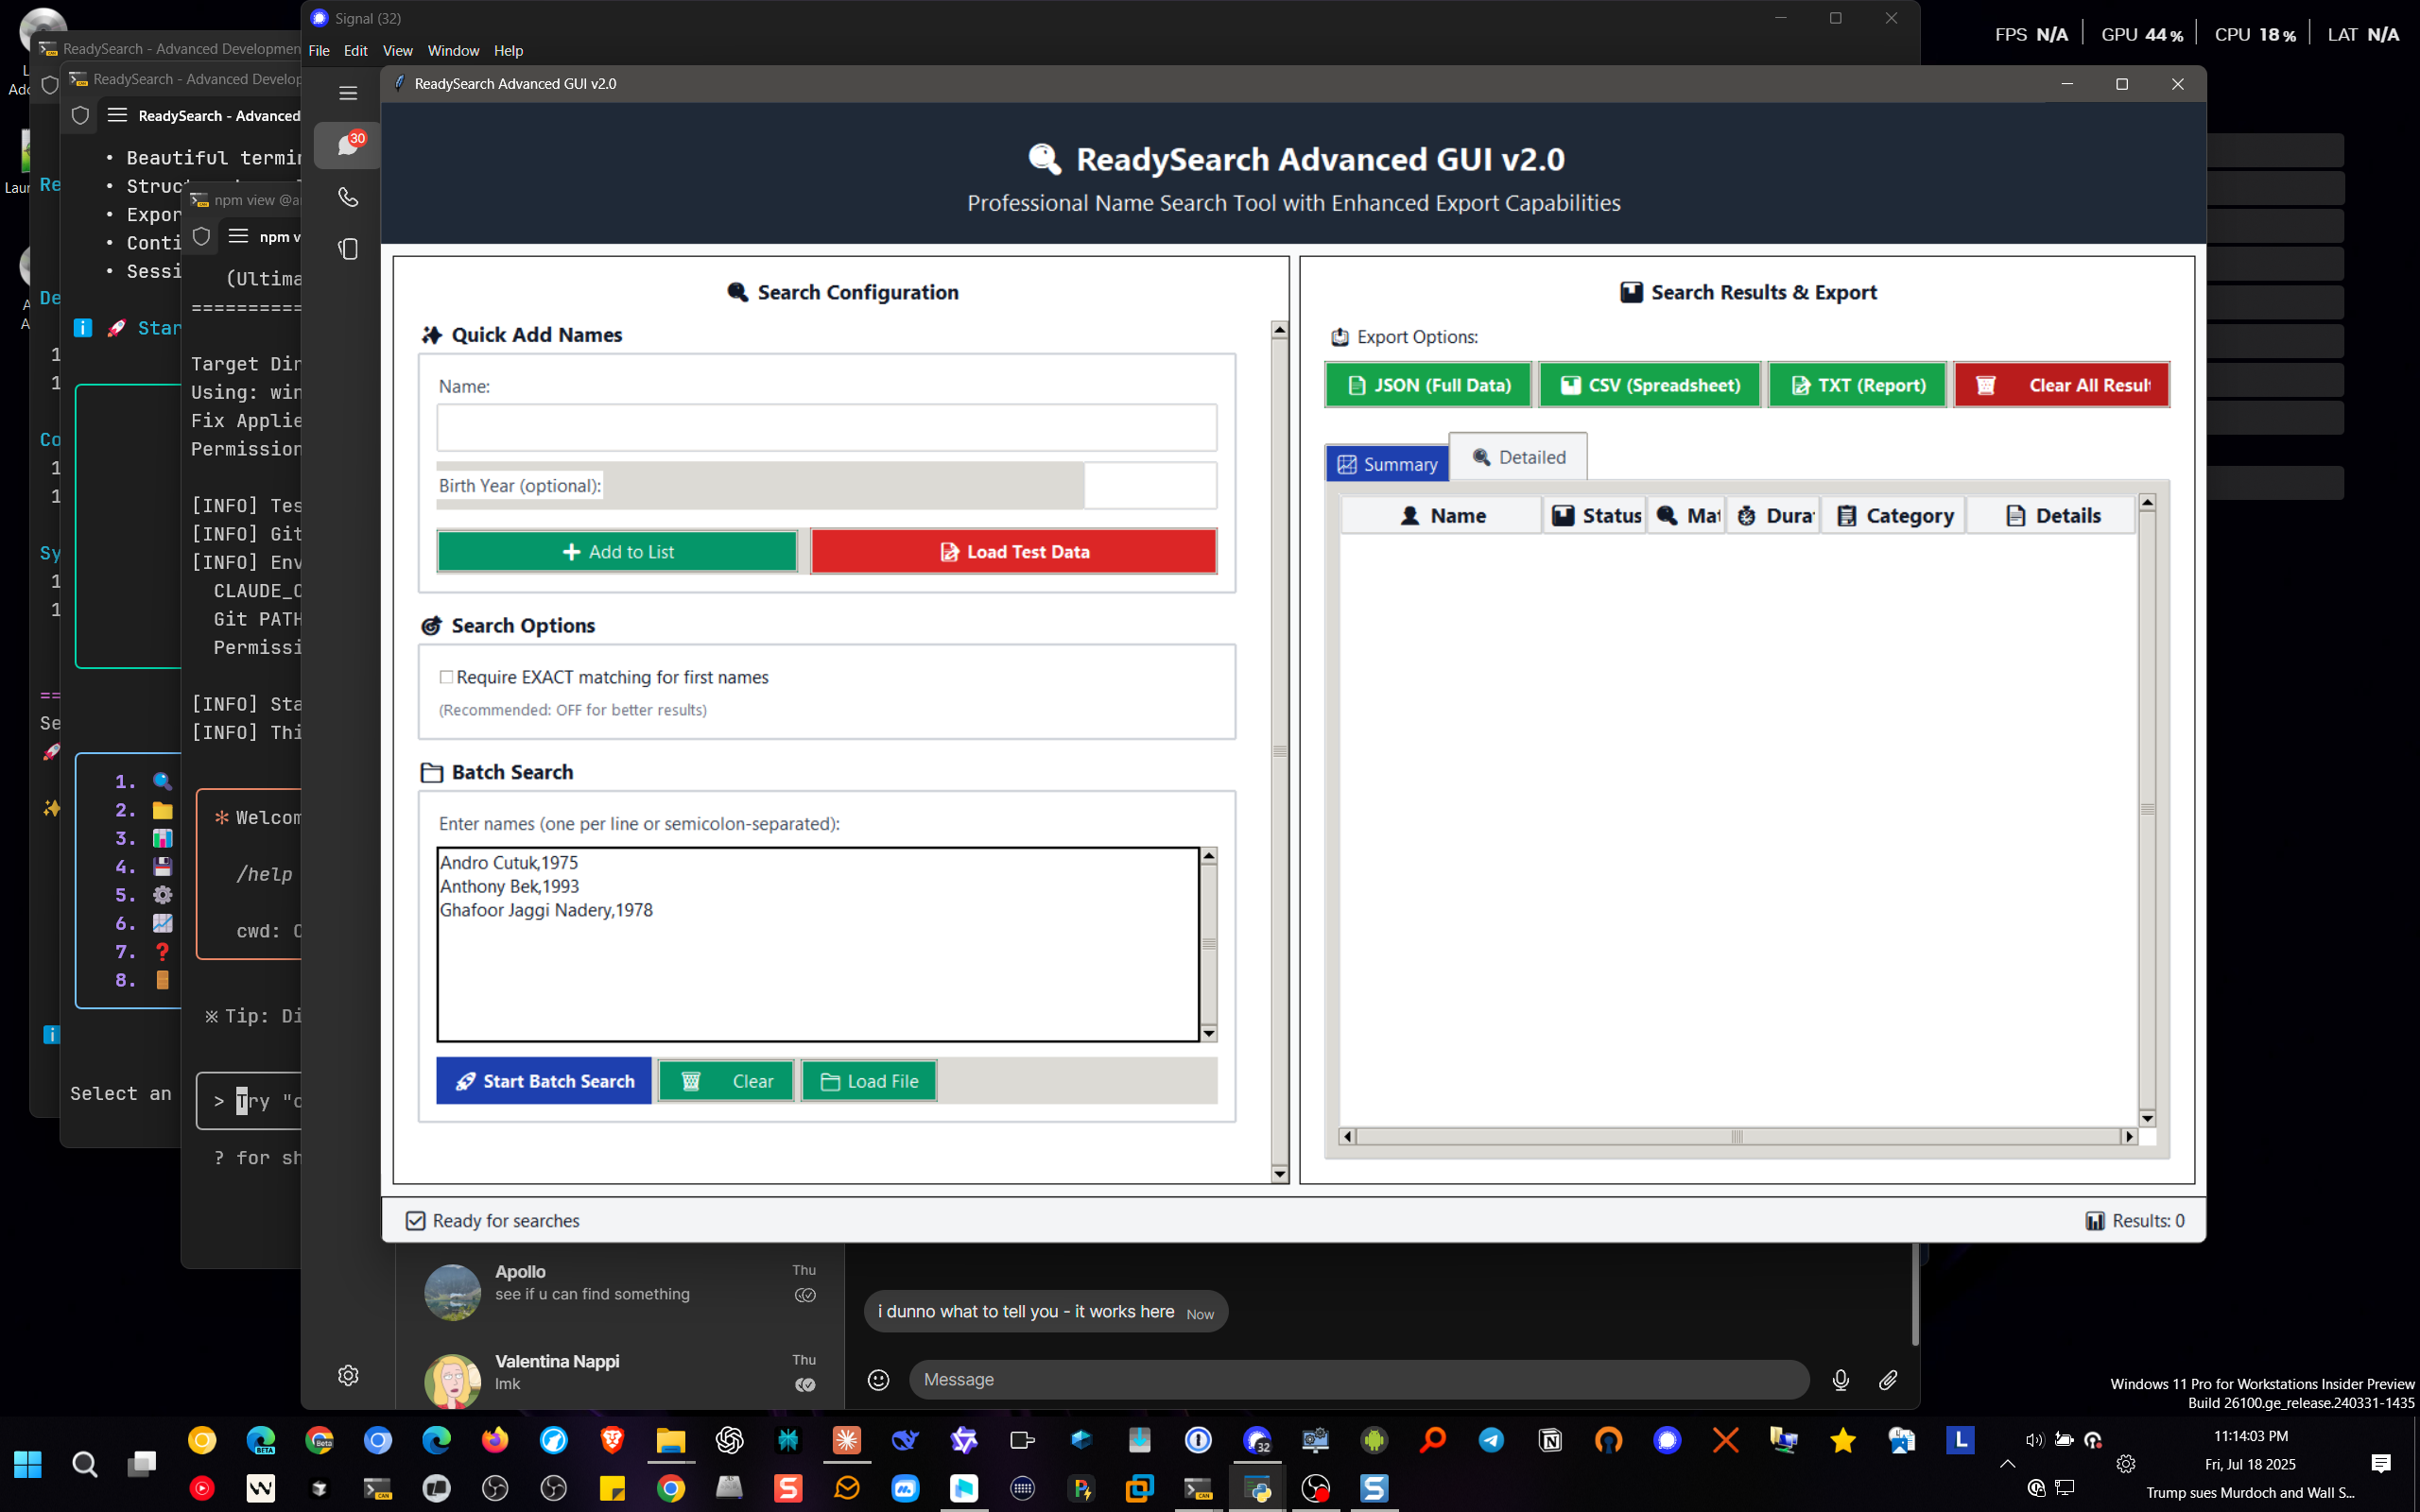 Signal (32)
File Edit View Window Help
FPS N/A GPU 44% CPU 18% LAT N/A
ReadySearch - Advanced Developmen
ReadySearch - Advanced Develop
ReadySearch - Advanced
• Beautiful termin
• Expor
• Conti
• Sessi
Star
npm view @a
npm v
(Ultima
Target Dir
Using: win
Fix Applie
Permission
[INFO] Tes
[INFO] Git
[INFO] Env
CLAUDE_C
Git PATH
Permissi
[INFO] Sta
[INFO] Thi
Welcom
/help
cwd: C
※ Tip: Di
> Try "c
? for sh
1.
2.
3.
4.
5.
6.
7.
8.
Select an
30
ReadySearch Advanced GUI v2.0
ReadySearch Advanced GUI v2.0
Professional Name Search Tool with Enhanced Export Capabilities
Search Configuration
Quick Add Names
Name:
Birth Year (optional):
Add to List
Load Test Data
Search Options
Require EXACT matching for first names
(Recommended: OFF for better results)
Batch Search
Enter names (one per line or semicolon-separated):
Andro Cutuk,1975
Anthony Bek,1993
Ghafoor Jaggi Nadery,1978
Start Batch Search
Clear
Load File
Search Results & Export
Export Options:
JSON (Full Data)
CSV (Spreadsheet)
TXT (Report)
Clear All Result
Summary
Detailed
Name
Status
Mat
Dura
Category
Details
Ready for searches
Results: 0
Apollo Thu
see if u can find something
Valentina Nappi Thu
lmk
i dunno what to tell you - it works here Now
Message
Windows 11 Pro for Workstations Insider Preview
Build 26100.ge_release.240331-1435
11:14:03 PM
Fri, Jul 18 2025
Trump sues Murdoch and Wall S...